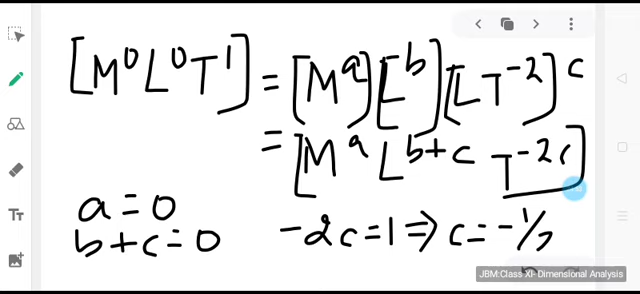 [M⁰L⁰T¹] = [Mᵃ][Lᵇ][LT⁻²]ᶜ
= [Mᵃ Lᵇ⁺ᶜ T⁻²ᶜ]
a = 0
b + c = 0    -2c = 1 ⇒ c = -1/2
Tт
JBM:Class XI- Dimensional Analysis